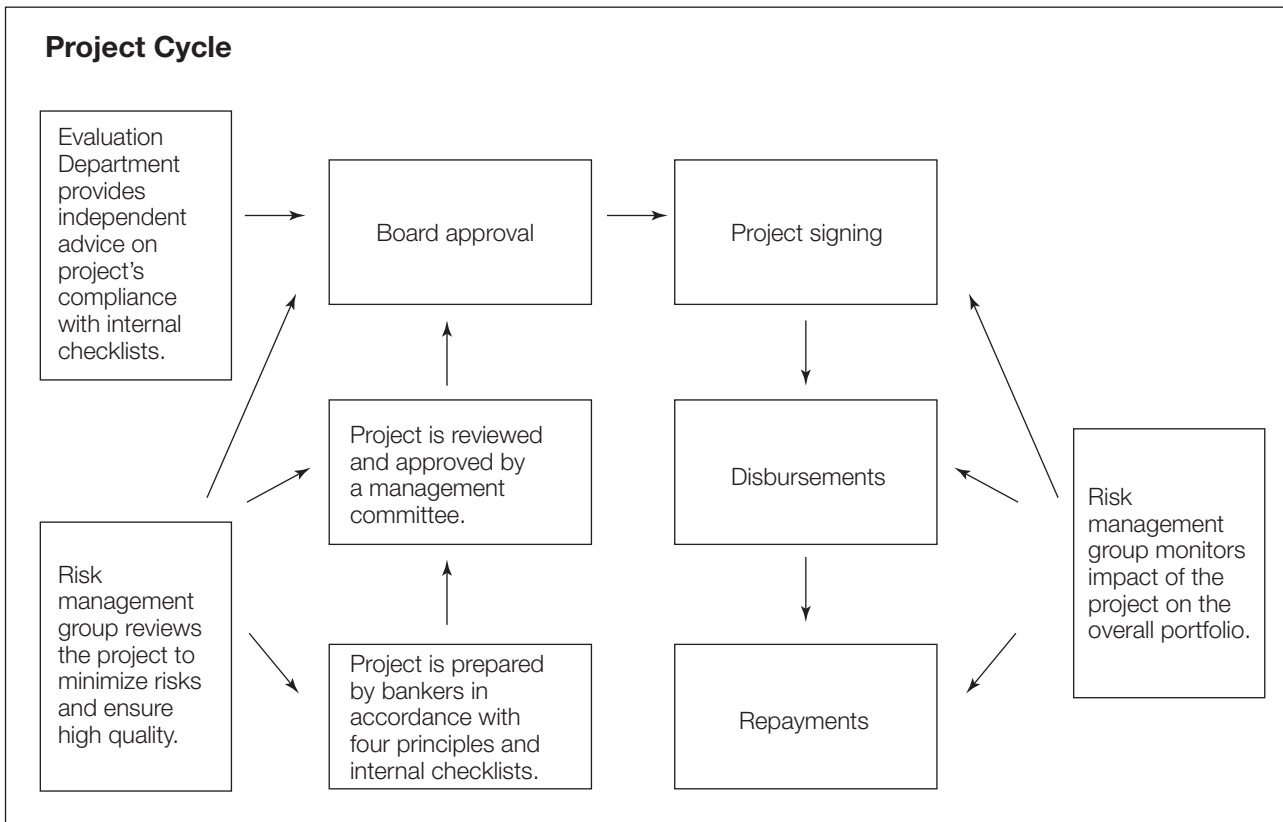 Project Cycle
Evaluation
Department
provides
independent
advice on
project’s
compliance
with internal
checklists.
Board approval
Project signing
Project is reviewed
and approved by
a management
committee.
Disbursements
Risk
management
group monitors
impact of the
project on the
overall portfolio.
Risk
management
group reviews
the project to
minimize risks
and ensure
high quality.
Project is prepared
by bankers in
accordance with
four principles and
internal checklists.
Repayments